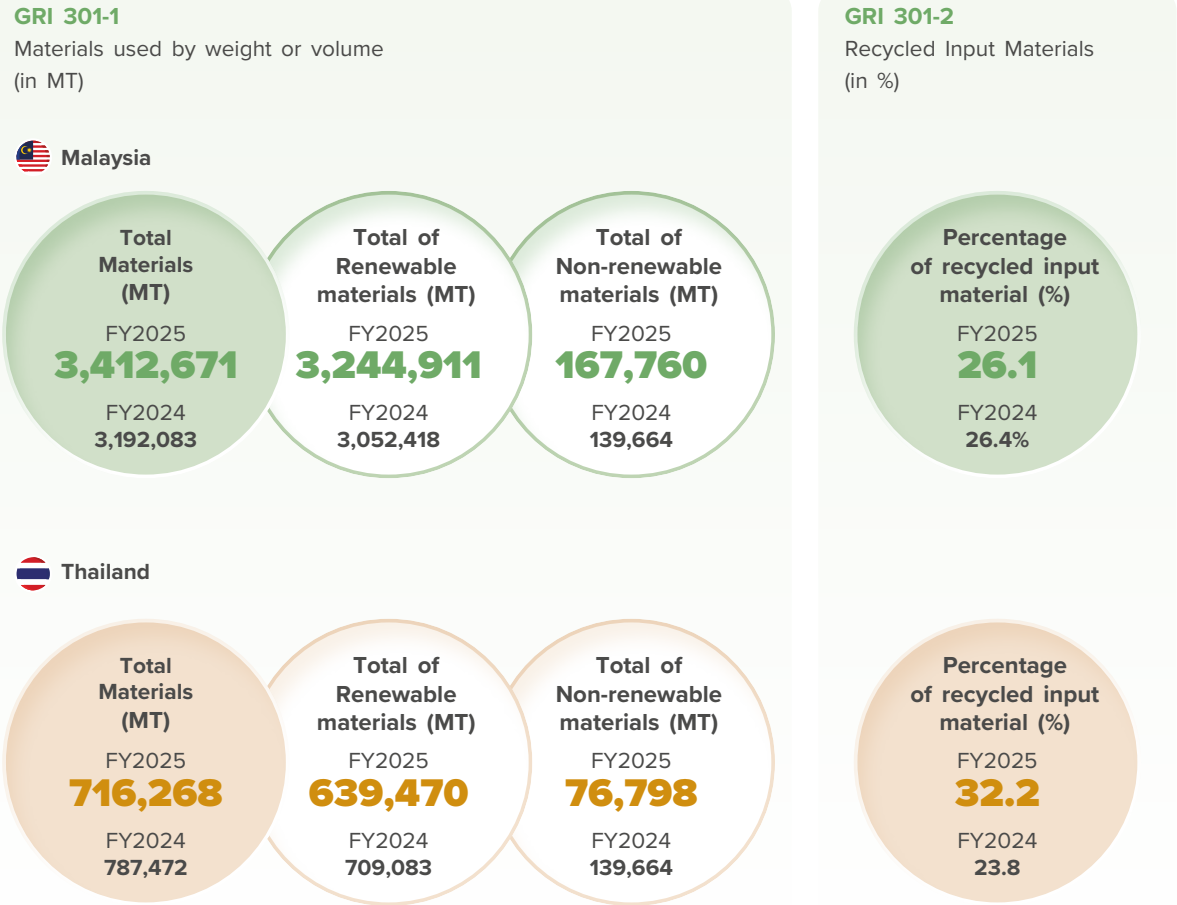 GRI 301-1
Materials used by weight or volume
(in MT)
Malaysia
Total
Materials
(MT)
FY2025
3,412,671
FY2024
3,192,083
Total of
Renewable
materials (MT)
FY2025
3,244,911
FY2024
3,052,418
Total of
Non-renewable
materials (MT)
FY2025
167,760
FY2024
139,664
Thailand
Total
Materials
(MT)
FY2025
716,268
FY2024
787,472
Total of
Renewable
materials (MT)
FY2025
639,470
FY2024
709,083
Total of
Non-renewable
materials (MT)
FY2025
76,798
FY2024
139,664
GRI 301-2
Recycled Input Materials
(in %)
Percentage
of recycled input
material (%)
FY2025
26.1
FY2024
26.4%
Percentage
of recycled input
material (%)
FY2025
32.2
FY2024
23.8